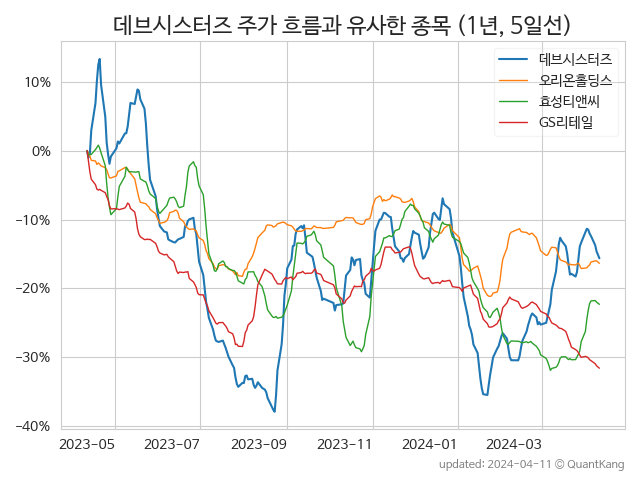 데브시스터즈 주가 흐름과 유사한 종목 (1년, 5일선)
데브시스터즈
오리온홀딩스
효성티앤씨
GS리테일
10%
0%
−10%
−20%
−30%
−40%
2023-05 2023-07 2023-09 2023-11 2024-01 2024-03
updated: 2024-04-11 © QuantKang